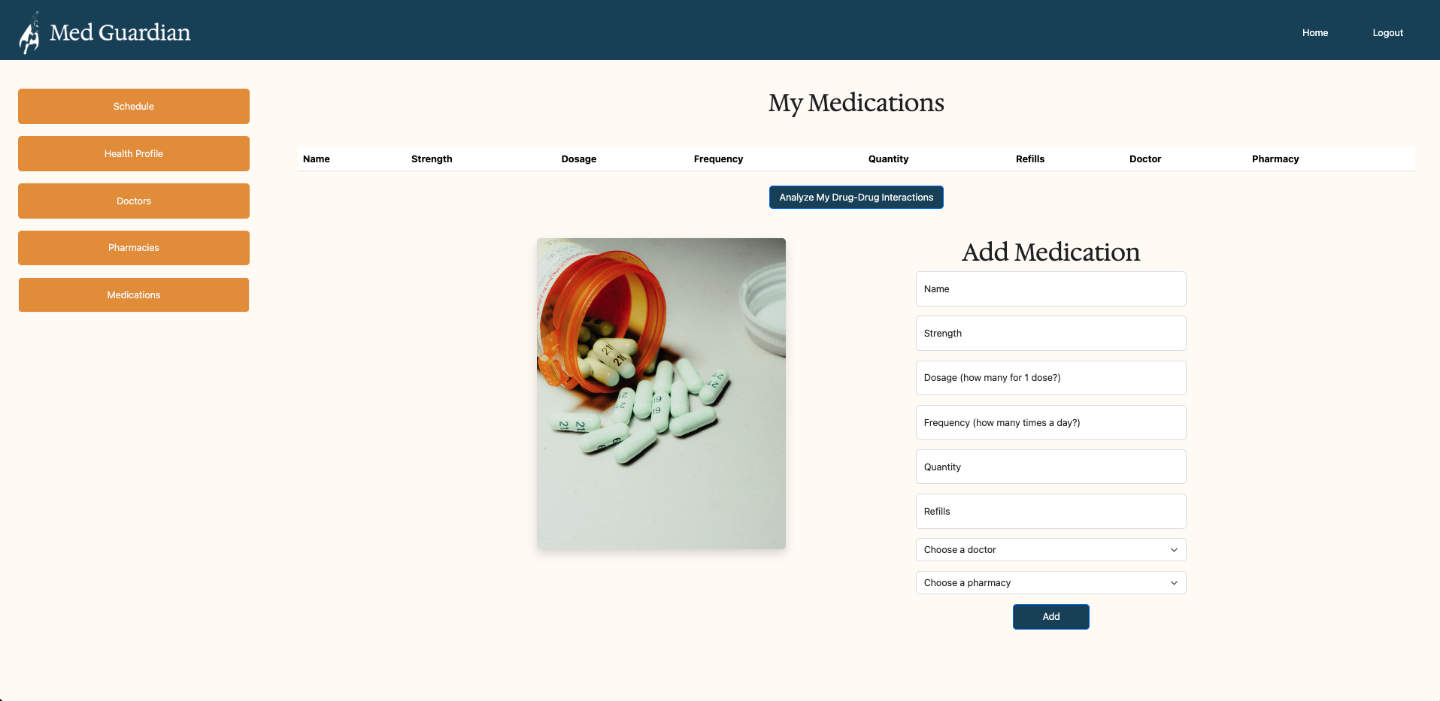 Med Guardian
Home
Logout
Schedule
Health Profile
Doctors
Pharmacies
Medications
My Medications
Name Strength Dosage Frequency Quantity Refills Doctor Pharmacy
Analyze My Drug-Drug Interactions
Add Medication
Name
Strength
Dosage (how many for 1 dose?)
Frequency (how many times a day?)
Quantity
Refills
Choose a doctor
Choose a pharmacy
Add